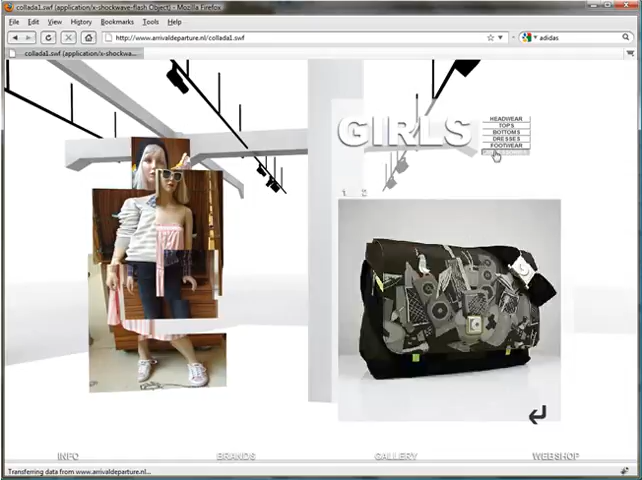 collada1.swf (application/x-shockwave-flash Object) - Mozilla Firefox
File Edit View History Bookmarks Tools Help
http://www.arrivaldeparture.nl/collada1.swf
adidas
collada1.swf (application/x-shockwa...
GIRLS
HEADWEAR
TOPS
BOTTOMS
DRESSES
FOOTWEAR
1 2
INFO BRANDS GALLERY WEBSHOP
Transferring data from www.arrivaldeparture.nl...